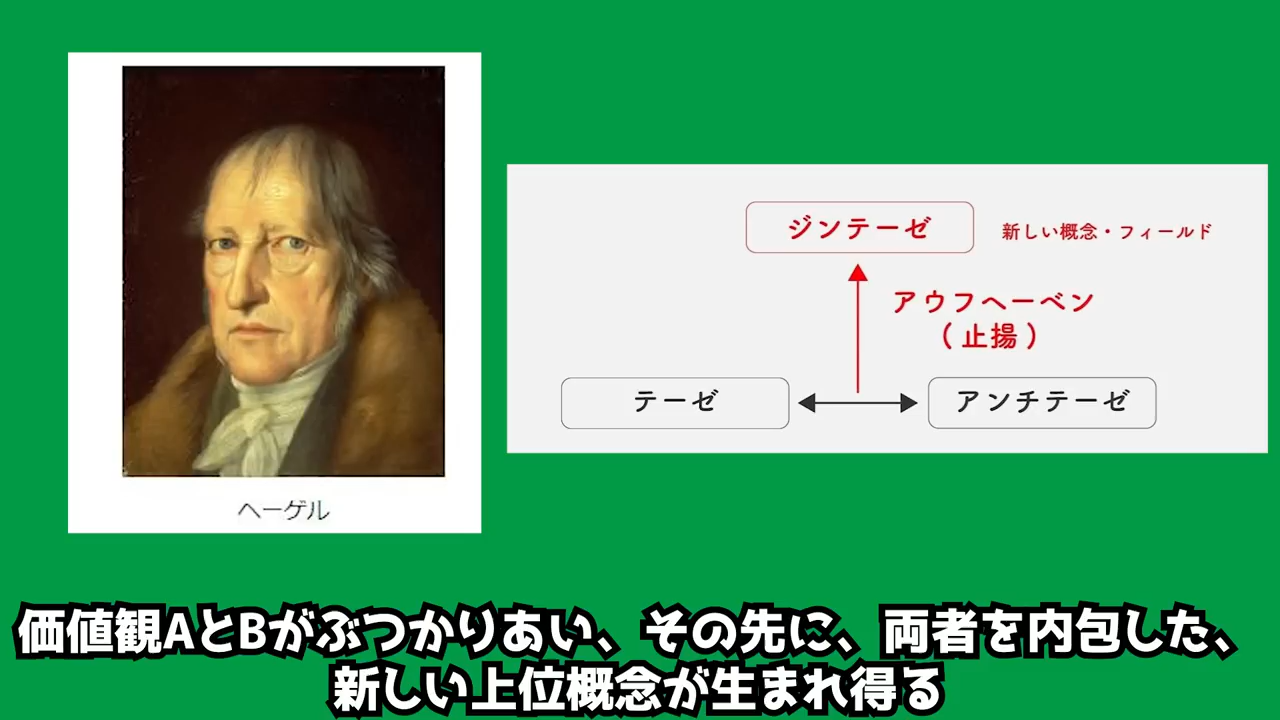 ヘーゲル
ジンテーゼ
新しい概念・フィールド
アウフヘーベン
(止揚)
テーゼ
アンチテーゼ
価値観AとBがぶつかりあい、その先に、両者を内包した、
新しい上位概念が生まれ得る